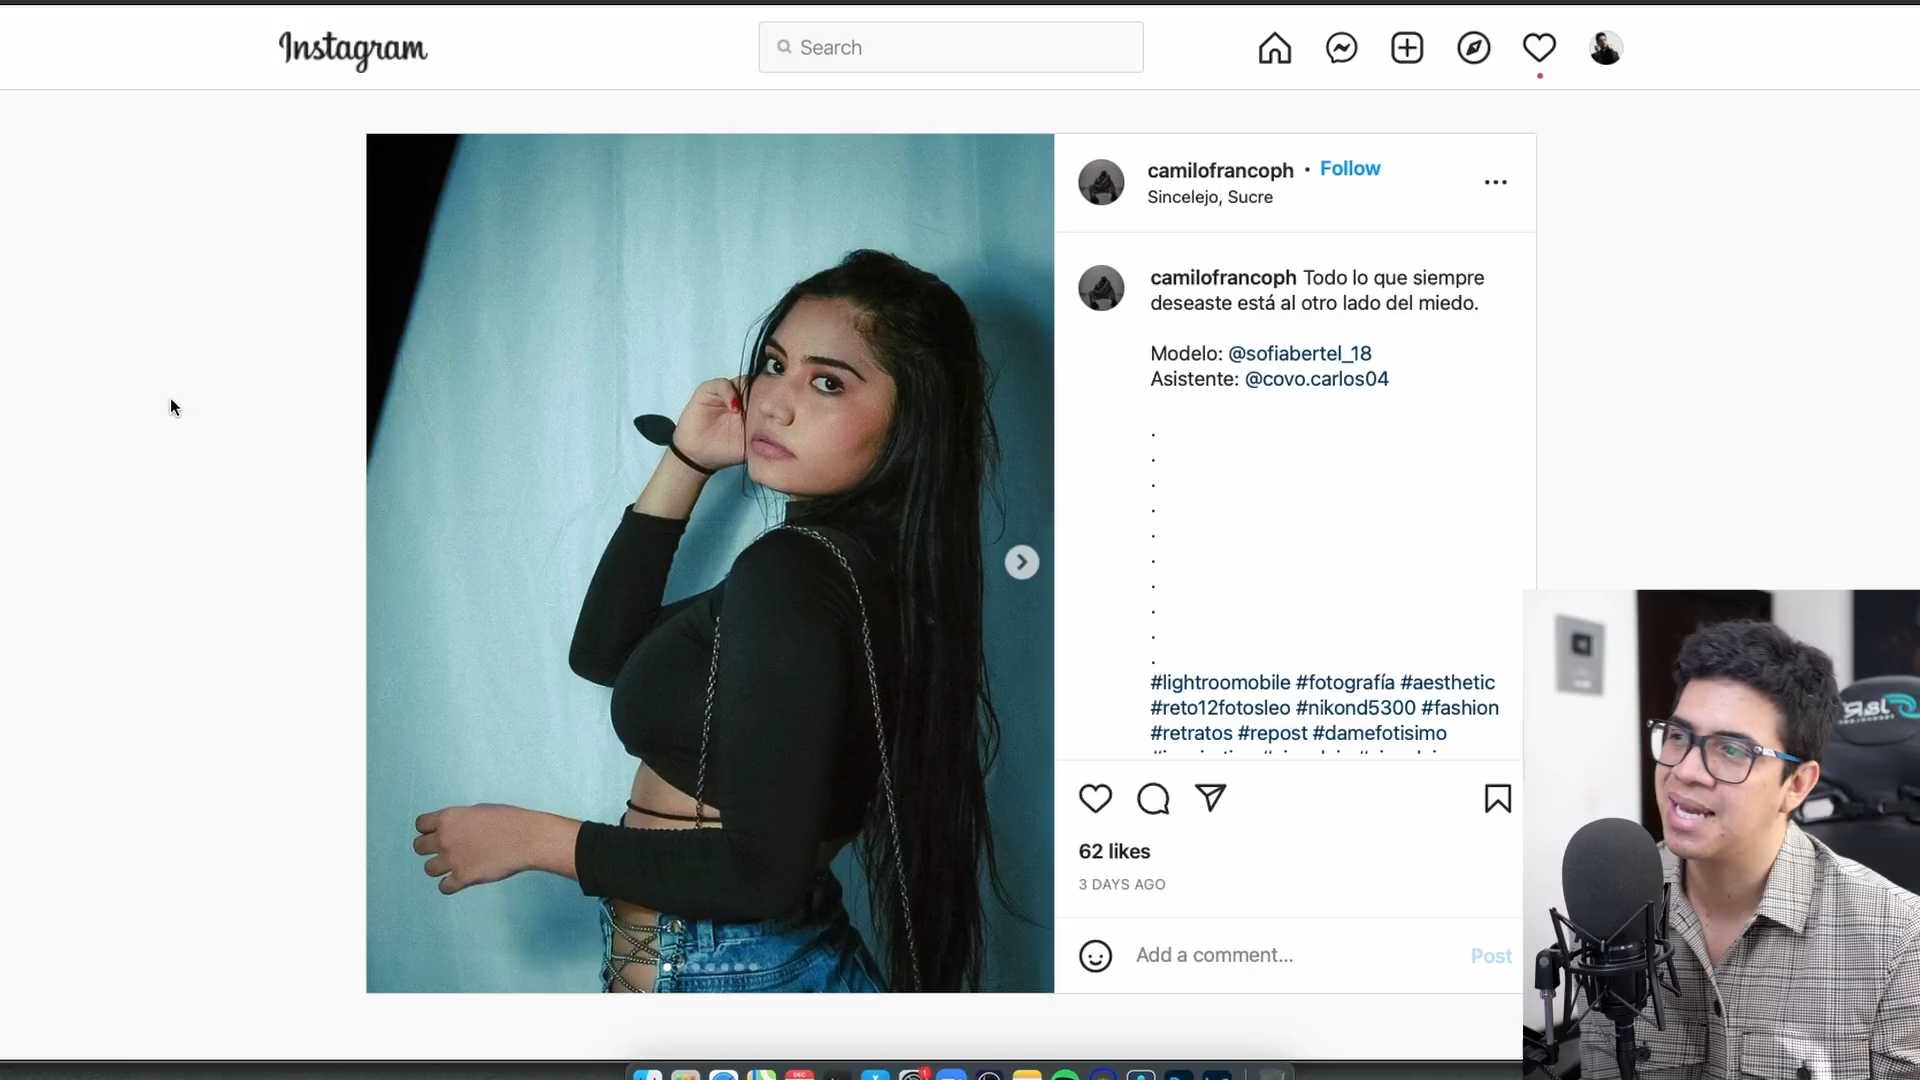 Instagram
Search
camilofrancoph • Follow
Sincelejo, Sucre
camilofrancoph Todo lo que siempre
deseaste está al otro lado del miedo.
Modelo: @sofiabertel_18
Asistente: @covo.carlos04
.
.
.
.
.
.
.
.
.
.
#lightroomobile #fotografía #aesthetic
#reto12fotosleo #nikond5300 #fashion
#retratos #repost #damefotisimo
62 likes
3 DAYS AGO
Add a comment...
Post